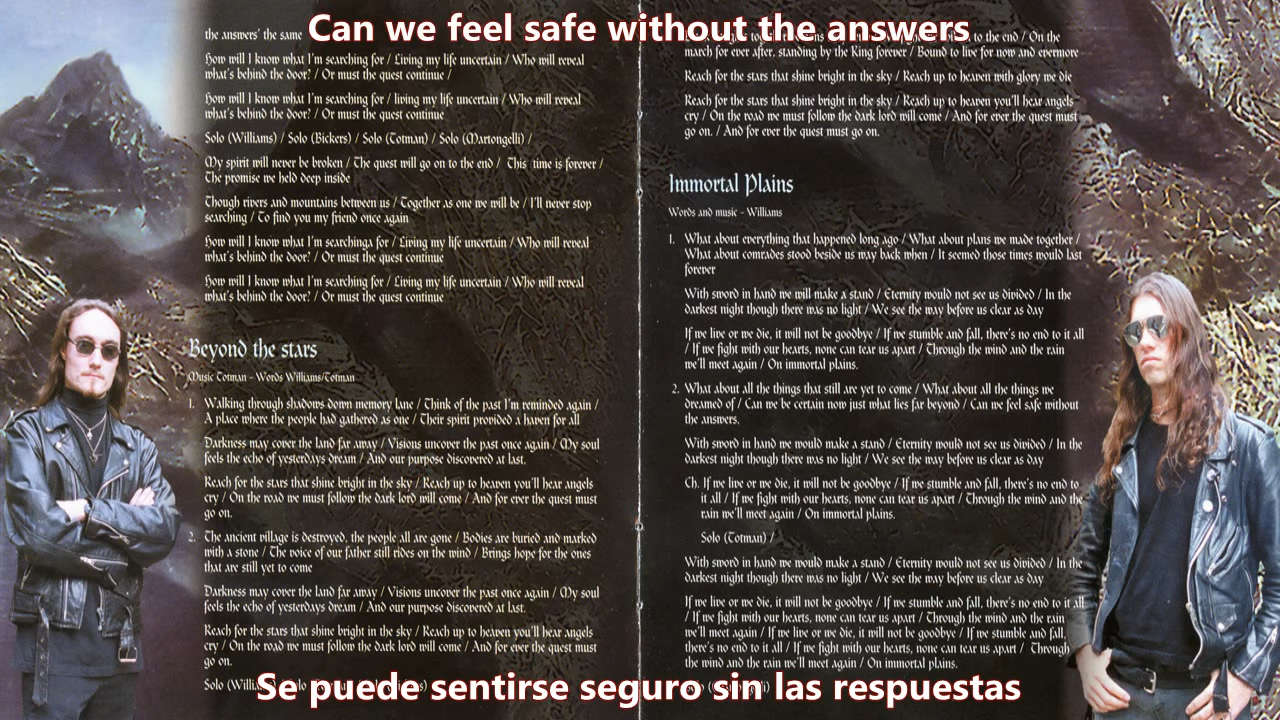 Can we feel safe without the answers
the answers' the same
How will I know what I'm searching for / Living my life uncertain / Who will reveal
what's behind the door? / Or must the quest continue /
How will I know what I'm searching for / living my life uncertain / Who will reveal
what's behind the door? / Or must the quest continue
Solo (Williams) / Solo (Bickers) / Solo (Totman) / Solo (Martongelli) /
My spirit will never be broken / The quest will go on to the end / This time is forever /
The promise we held deep inside
Though rivers and mountains between us / Together as one we will be / I'll never stop
searching / To find you my friend once again
How will I know what I'm searchinga for / Living my life uncertain / Who will reveal
what's behind the door? / Or must the quest continue
How will I know what I'm searching for / Living my life uncertain / Who will reveal
what's behind the door? / Or must the quest continue
Beyond the stars
Music Totman - Words Williams/Totman
1. Walking through shadows down memory lane / Think of the past I'm reminded again /
A place where the people had gathered as one / Their spirit provided a haven for all
Darkness may cover the land far away / Visions uncover the past once again / My soul
feels the echo of yesterdays dream / And our purpose discovered at last.
Reach for the stars that shine bright in the sky / Reach up to heaven you'll hear angels
cry / On the road we must follow the dark lord will come / And for ever the quest must
go on.
2. The ancient village is destroyed, the people all are gone / Bodies are buried and marked
with a stone / The voice of our father still rides on the wind / Brings hope for the ones
that are still yet to come
Darkness may cover the land far away / Visions uncover the past once again / My soul
feels the echo of yesterdays dream / And our purpose discovered at last.
Reach for the stars that shine bright in the sky / Reach up to heaven you'll hear angels
cry / On the road we must follow the dark lord will come / And for ever the quest must
go on.
Solo
to the end / On the
march for ever after, standing by the King forever / Bound to live for now and evermore
Reach for the stars that shine bright in the sky / Reach up to heaven with glory we die
Reach for the stars that shine bright in the sky / Reach up to heaven you'll hear angels
cry / On the road we must follow the dark lord will come / And for ever the quest must
go on. / And for ever the quest must go on.
Immortal Plains
Words and music - Williams
1. What about everything that happened long ago / What about plans we made together /
What about comrades stood beside us way back when / It seemed those times would last
forever
With sword in hand we will make a stand / Eternity would not see us divided / In the
darkest night though there was no light / We see the way before us clear as day
If we live or we die, it will not be goodbye / If we stumble and fall, there's no end to it all
/ If we fight with our hearts, none can tear us apart / Through the wind and the rain
we'll meet again / On immortal plains.
2. What about all the things that still are yet to come / What about all the things we
dreamed of / Can we be certain now just what lies far beyond / Can we feel safe without
the answers.
With sword in hand we would make a stand / Eternity would not see us divided / In the
darkest night though there was no light / We see the way before us clear as day
Ch. If we live or we die, it will not be goodbye / If we stumble and fall, there's no end to
it all / If we fight with our hearts, none can tear us apart / Through the wind and the
rain we'll meet again / On immortal plains.
Solo (Totman) /
With sword in hand we would make a stand / Eternity would not see us divided / In the
darkest night though there was no light / We see the way before us clear as day
If we live or we die, it will not be goodbye / If we stumble and fall, there's no end to it all
/ If we fight with our hearts, none can tear us apart / Through the wind and the rain
we'll meet again / If we live or we die, it will not be goodbye / If we stumble and fall,
there's no end to it all / If we fight with our hearts, none can tear us apart / Through
the wind and the rain we'll meet again / On immortal plains.
Se puede sentirse seguro sin las respuestas